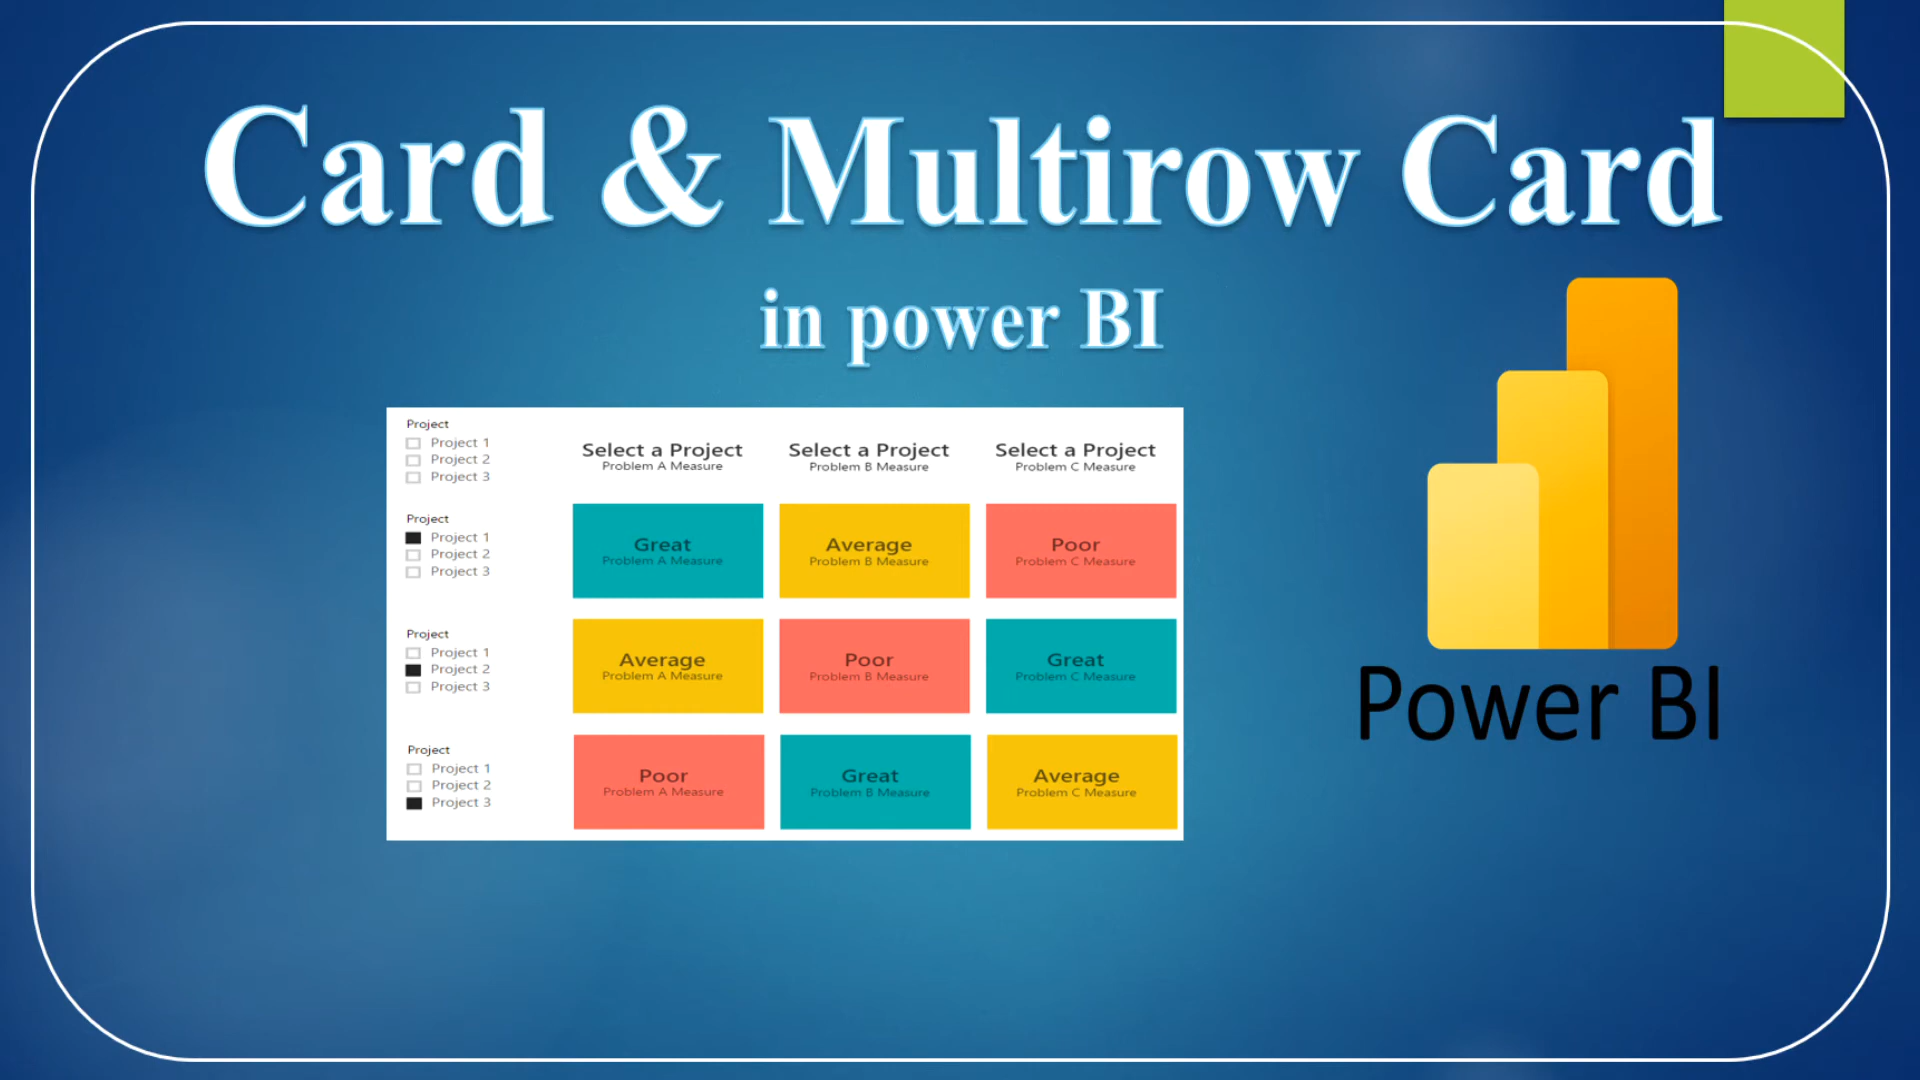 Card & Multirow Card
in power BI
Project
Project 1
Project 2
Project 3
Select a Project
Problem A Measure
Select a Project
Problem B Measure
Select a Project
Problem C Measure
Project
Project 1
Project 2
Project 3
Great
Problem A Measure
Average
Problem B Measure
Poor
Problem C Measure
Project
Project 1
Project 2
Project 3
Average
Problem A Measure
Poor
Problem B Measure
Great
Problem C Measure
Project
Project 1
Project 2
Project 3
Poor
Problem A Measure
Great
Problem B Measure
Average
Problem C Measure
Power BI